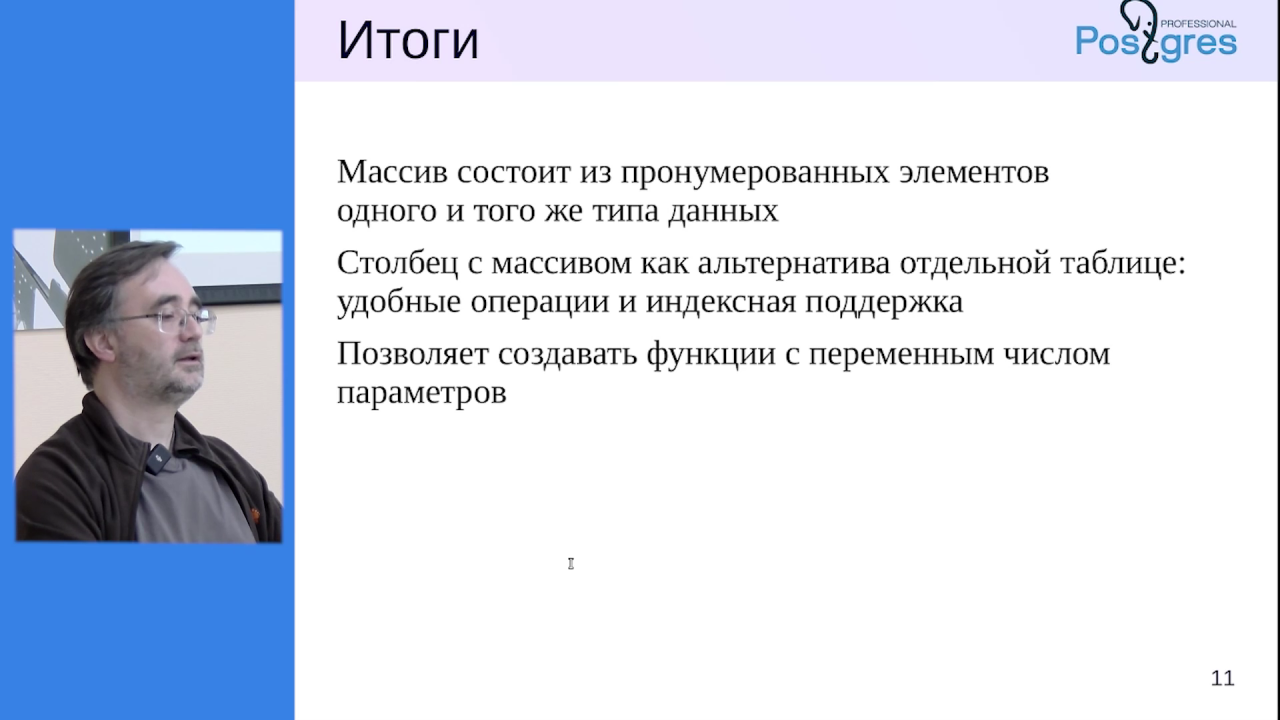 Итоги
PROFESSIONAL
Postgres
Массив состоит из пронумерованных элементов
одного и того же типа данных
Столбец с массивом как альтернатива отдельной таблице:
удобные операции и индексная поддержка
Позволяет создавать функции с переменным числом
параметров
11